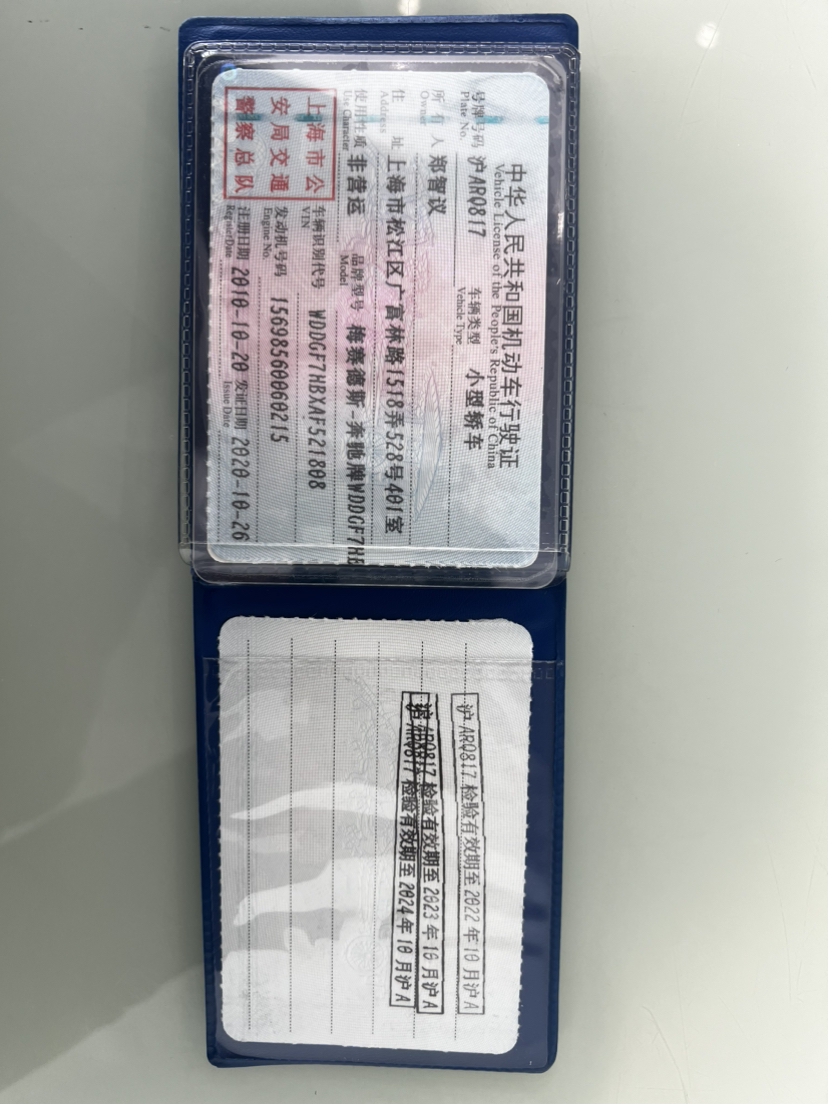 中华人民共和国机动车行驶证
Vehicle License of the People's Republic of China
号牌号码 沪ARQ817 车辆类型 小型轿车
Plate No. Vehicle Type
所有人 郑智议
Owner
住址 上海市松江区广富林路1518弄528号401室
Address
使用性质 非营运 品牌型号 梅赛德斯-奔驰牌WDDGF7HB
Use Character Model
上海市公安局交通警察总队
车辆识别代号 WDDGF7HBXAF521808
VIN
发动机号码 15698560060215
Engine No.
注册日期 2010-10-20 发证日期 2020-10-26
Register Date Issue Date
沪ARQ817 检验有效期至2022年10月沪A
沪ARQ817 检验有效期至2023年10月沪A
沪ARQ817 检验有效期至2024年10月沪A